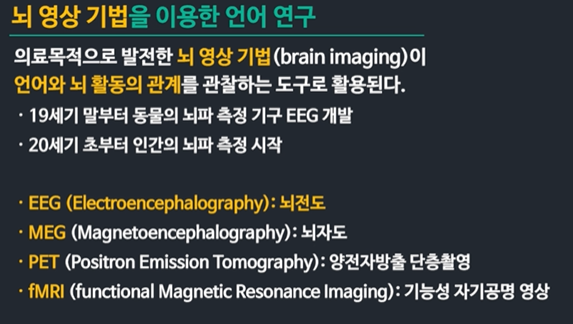 뇌 영상 기법을 이용한 언어 연구
의료목적으로 발전한 뇌 영상 기법(brain imaging)이
언어와 뇌 활동의 관계를 관찰하는 도구로 활용된다.
· 19세기 말부터 동물의 뇌파 측정 기구 EEG 개발
· 20세기 초부터 인간의 뇌파 측정 시작
· EEG (Electroencephalography): 뇌전도
· MEG (Magnetoencephalography): 뇌자도
· PET (Positron Emission Tomography): 양전자방출 단층촬영
· fMRI (functional Magnetic Resonance Imaging): 기능성 자기공명 영상